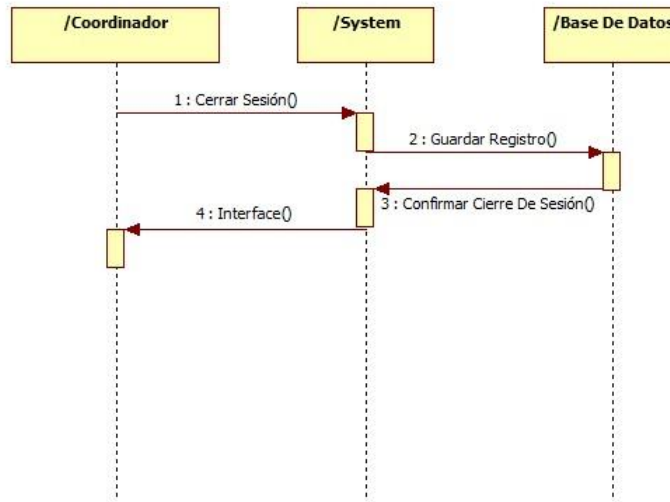 /Coordinador
/System
/Base De Datos
1 : Cerrar Sesión()
2 : Guardar Registro()
3 : Confirmar Cierre De Sesión()
4 : Interface()